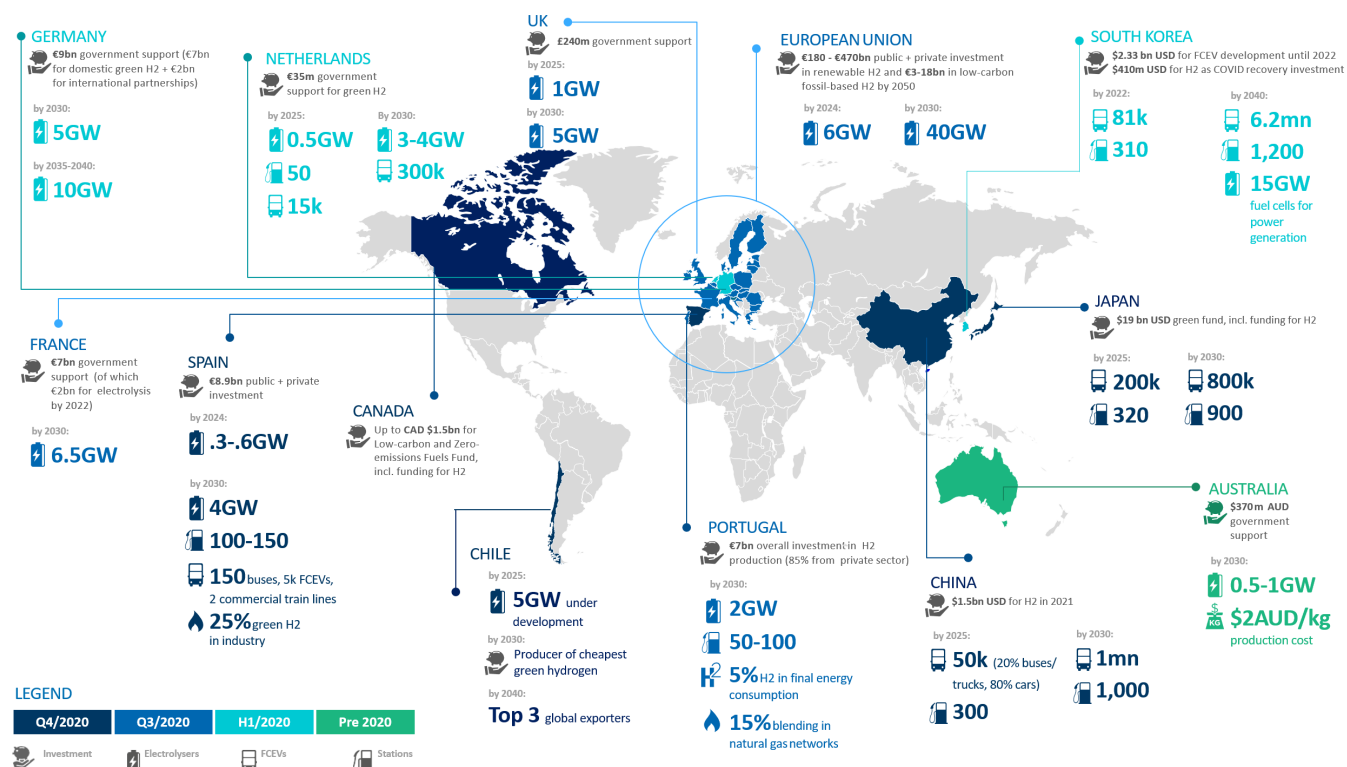 GERMANY
€9bn government support (€7bn
for domestic green H2 + €2bn
for international partnerships)
by 2030:
5GW
by 2035-2040:
10GW
NETHERLANDS
€35m government
support for green H2
by 2025:
0.5GW
50
15k
By 2030:
3-4GW
300k
UK
£240m government support
by 2025:
1GW
by 2030:
5GW
EUROPEAN UNION
€180 - €470bn public + private investment
in renewable H2 and €3-18bn in low-carbon
fossil-based H2 by 2050
by 2024:
6GW
by 2030:
40GW
SOUTH KOREA
$2.33 bn USD for FCEV development until 2022
$410m USD for H2 as COVID recovery investment
by 2022:
81k
310
by 2040:
6.2mn
1,200
15GW
fuel cells for
power
generation
FRANCE
€7bn government
support (of which
€2bn for electrolysis
by 2022)
by 2030:
6.5GW
SPAIN
€8.9bn public + private
investment
by 2024:
.3-.6GW
by 2030:
4GW
100-150
150 buses, 5k FCEVs,
2 commercial train lines
25% green H2
in industry
CANADA
Up to CAD $1.5bn for
Low-carbon and Zero-
emissions Fuels Fund,
incl. funding for H2
CHILE
by 2025:
5GW under
development
by 2030:
Producer of cheapest
green hydrogen
by 2040:
Top 3 global exporters
PORTUGAL
€7bn overall investment in H2
production (85% from private sector)
by 2030:
2GW
50-100
H2
5% H2 in final energy
consumption
15% blending in
natural gas networks
JAPAN
$19 bn USD green fund, incl. funding for H2
by 2025:
200k
320
by 2030:
800k
900
CHINA
$1.5bn USD for H2 in 2021
by 2025:
50k (20% buses/
trucks, 80% cars)
300
by 2030:
1mn
1,000
AUSTRALIA
$370m AUD
government
support
by 2030:
0.5-1GW
$
KG
$2AUD/kg
production cost
LEGEND
Q4/2020
Q3/2020
H1/2020
Pre 2020
Investment
Electrolysers
FCEVs
Stations